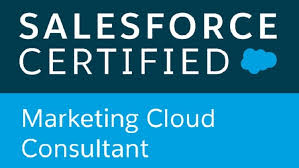 SALESFORCE
CERTIFIED
Marketing Cloud
Consultant